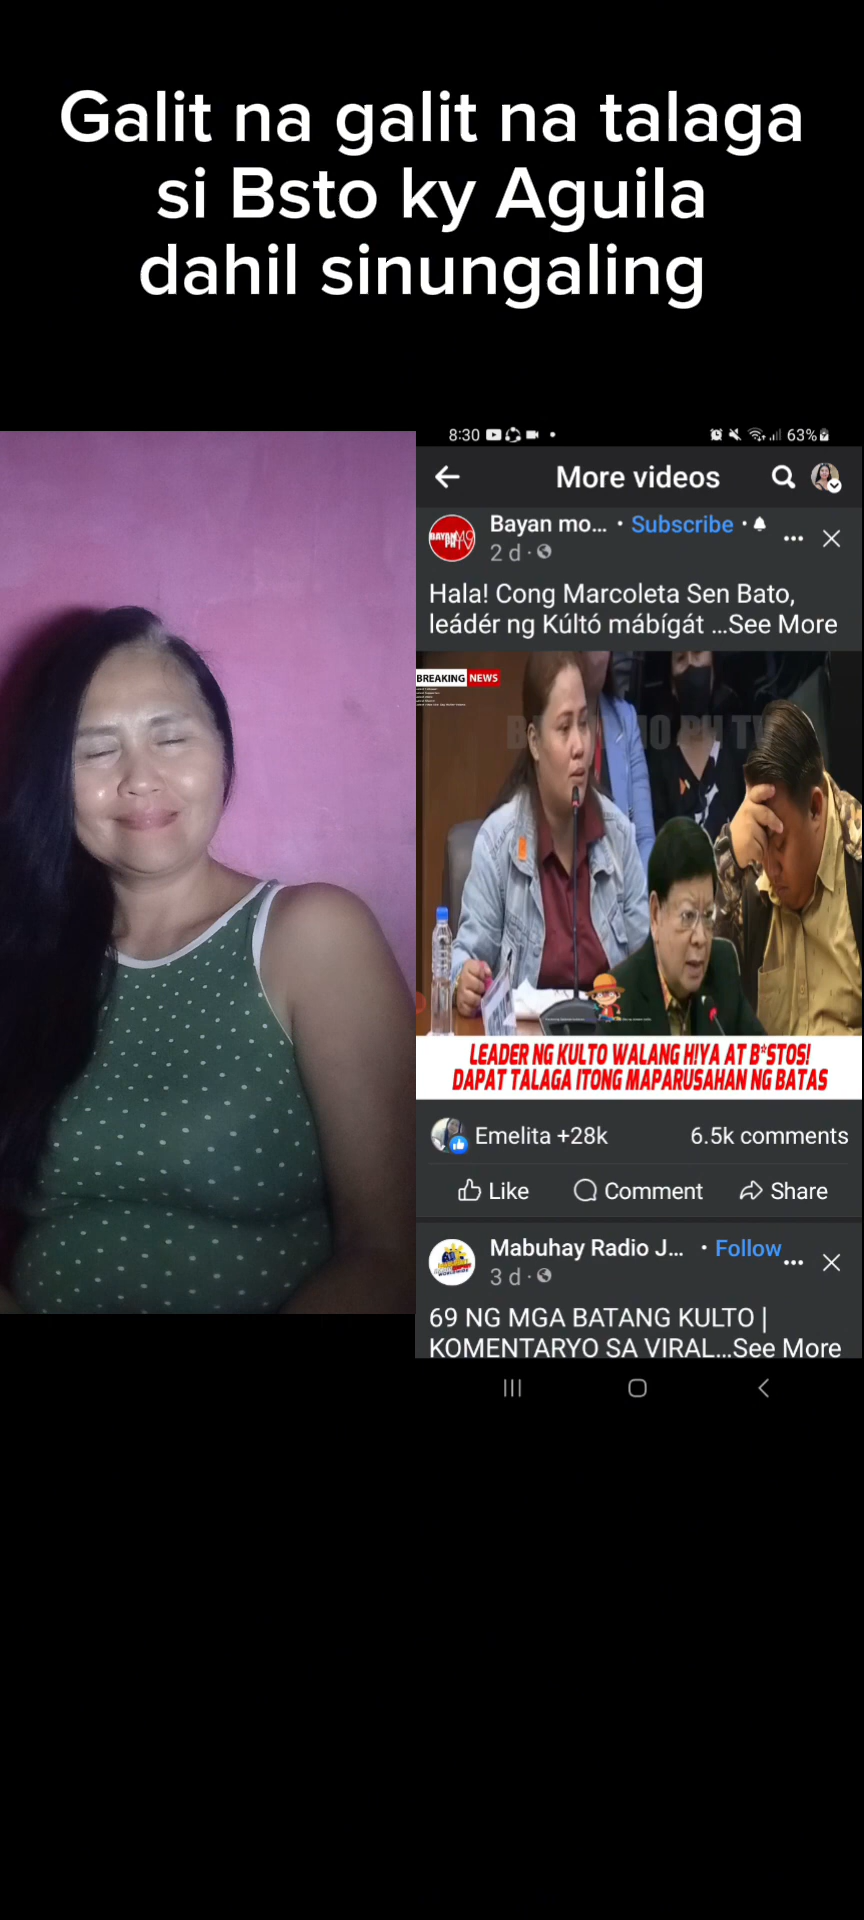 Galit na galit na talaga
si Bsto ky Aguila
dahil sinungaling
8:30
63%
More videos
Bayan mo... • Subscribe •
2 d ·
Hala! Cong Marcoleta Sen Bato,
leádér ng Kúltó mábígát ...See More
BREAKING NEWS
LEADER NG KULTO WALANG H!YA AT B*STOS!
DAPAT TALAGA ITONG MAPARUSAHAN NG BATAS
Emelita +28k
6.5k comments
Like
Comment
Share
Mabuhay Radio J... • Follow
3 d ·
69 NG MGA BATANG KULTO |
KOMENTARYO SA VIRAL...See More